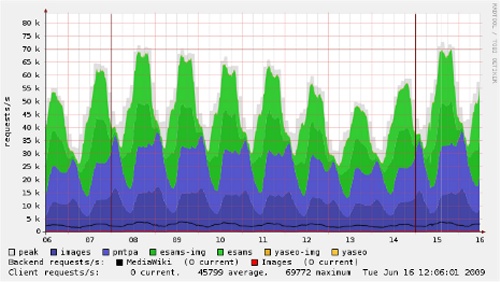 RRDTOOL / TOBI OETIKER
requests/s
80 k
75 k
70 k
65 k
60 k
55 k
50 k
45 k
40 k
35 k
30 k
25 k
20 k
15 k
10 k
5 k
0
06 07 08 09 10 11 12 13 14 15 16
peak images pmtpa esams-img esams yaseo-img yaseo
Backend requests/s: MediaWiki (0 current) Images (0 current)
Client requests/s: 0 current. 45799 average, 69772 maximum Tue Jun 16 12:06:01 2009